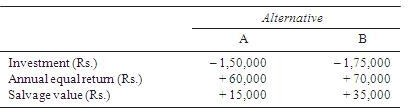 Alternative
A B
Investment (Rs.) – 1,50,000 – 1,75,000
Annual equal return (Rs.) + 60,000 + 70,000
Salvage value (Rs.) + 15,000 + 35,000